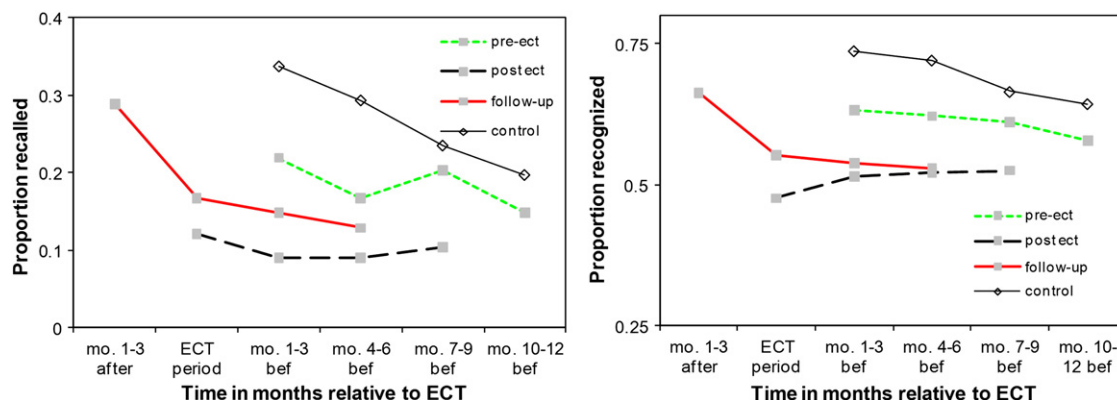 0.4
0.3
0.2
0.1
0
Proportion recalled
pre-ect
post ect
follow-up
control
mo. 1-3 after
ECT period
mo. 1-3 bef
mo. 4-6 bef
mo. 7-9 bef
mo. 10-12 bef
Time in months relative to ECT
0.75
0.5
0.25
Proportion recognized
pre-ect
post ect
follow-up
control
mo. 1-3 after
ECT period
mo. 1-3 bef
mo. 4-6 bef
mo. 7-9 bef
mo. 10-12 bef
Time in months relative to ECT